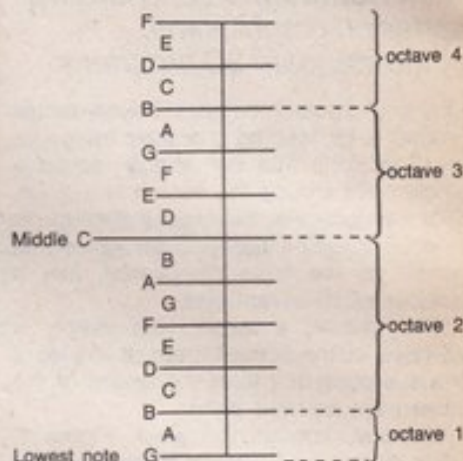 F
E
D octave 4
C
B
A
G
F octave 3
E
D
Middle C
B
A
G
F octave 2
E
D
C
B
A octave 1
Lowest note G